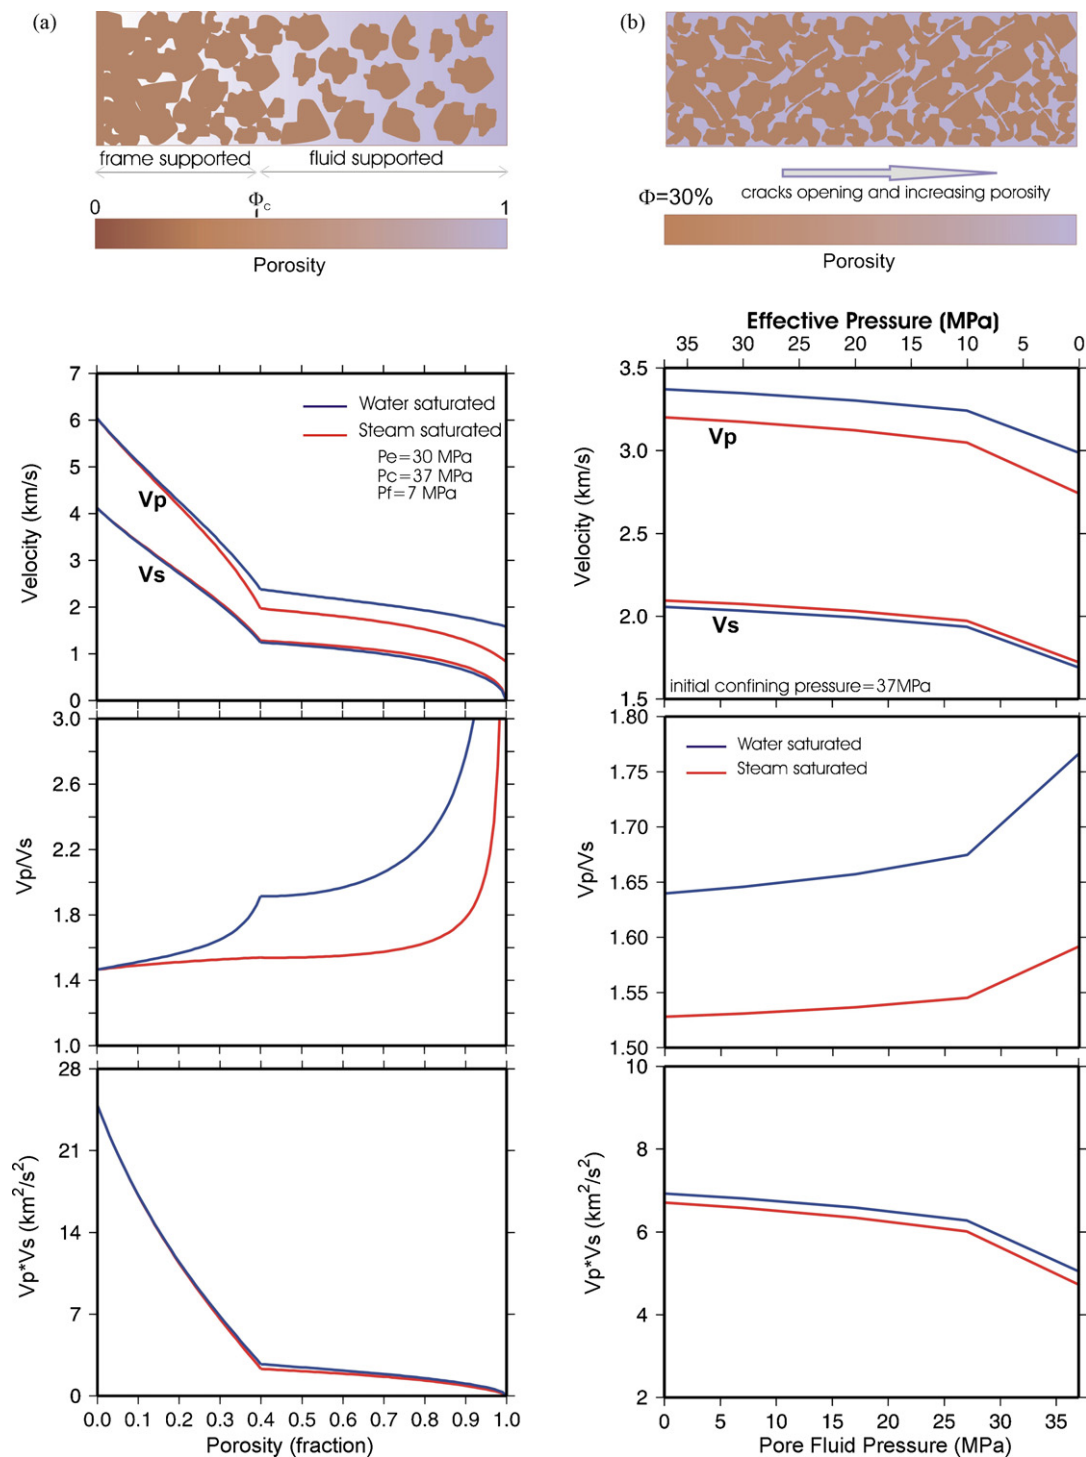 (a)
frame supported
fluid supported
0
Φc
1
Porosity
7
6
5
4
3
2
1
0
Velocity (km/s)
Water saturated
Steam saturated
Pe=30 MPa
Pc=37 MPa
Pf=7 MPa
Vp
Vs
3.0
2.6
2.2
1.8
1.4
1.0
Vp/Vs
28
21
14
7
0
Vp*Vs (km²/s²)
0.0 0.1 0.2 0.3 0.4 0.5 0.6 0.7 0.8 0.9 1.0
Porosity (fraction)
(b)
cracks opening and increasing porosity
Φ=30%
Porosity
Effective Pressure (MPa)
35 30 25 20 15 10 5 0
3.5
3.0
2.5
2.0
1.5
Velocity (km/s)
Vp
Vs
initial confining pressure=37MPa
1.80
1.75
1.70
1.65
1.60
1.55
1.50
Vp/Vs
Water saturated
Steam saturated
10
8
6
4
2
Vp*Vs (km²/s²)
0 5 10 15 20 25 30 35
Pore Fluid Pressure (MPa)